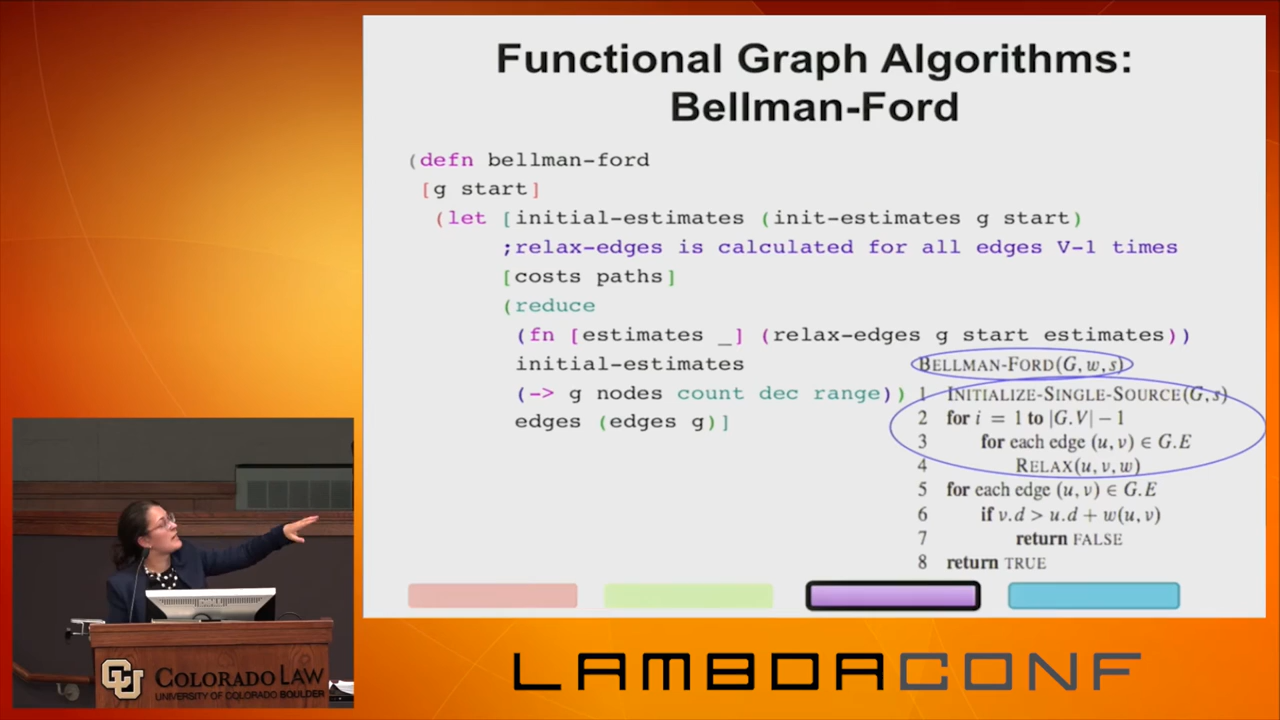 Functional Graph Algorithms:
Bellman-Ford
(defn bellman-ford
[g start]
(let [initial-estimates (init-estimates g start)
;relax-edges is calculated for all edges V-1 times
[costs paths]
(reduce
(fn [estimates _] (relax-edges g start estimates))
initial-estimates
(-> g nodes count dec range))
edges (edges g)]
BELLMAN-FORD(G, w, s)
1 INITIALIZE-SINGLE-SOURCE(G, s)
2 for i = 1 to |G.V| − 1
3 for each edge (u, v) ∈ G.E
4 RELAX(u, v, w)
5 for each edge (u, v) ∈ G.E
6 if v.d > u.d + w(u, v)
7 return FALSE
8 return TRUE
CU COLORADO LAW
UNIVERSITY OF COLORADO BOULDER
LAMBDACONF